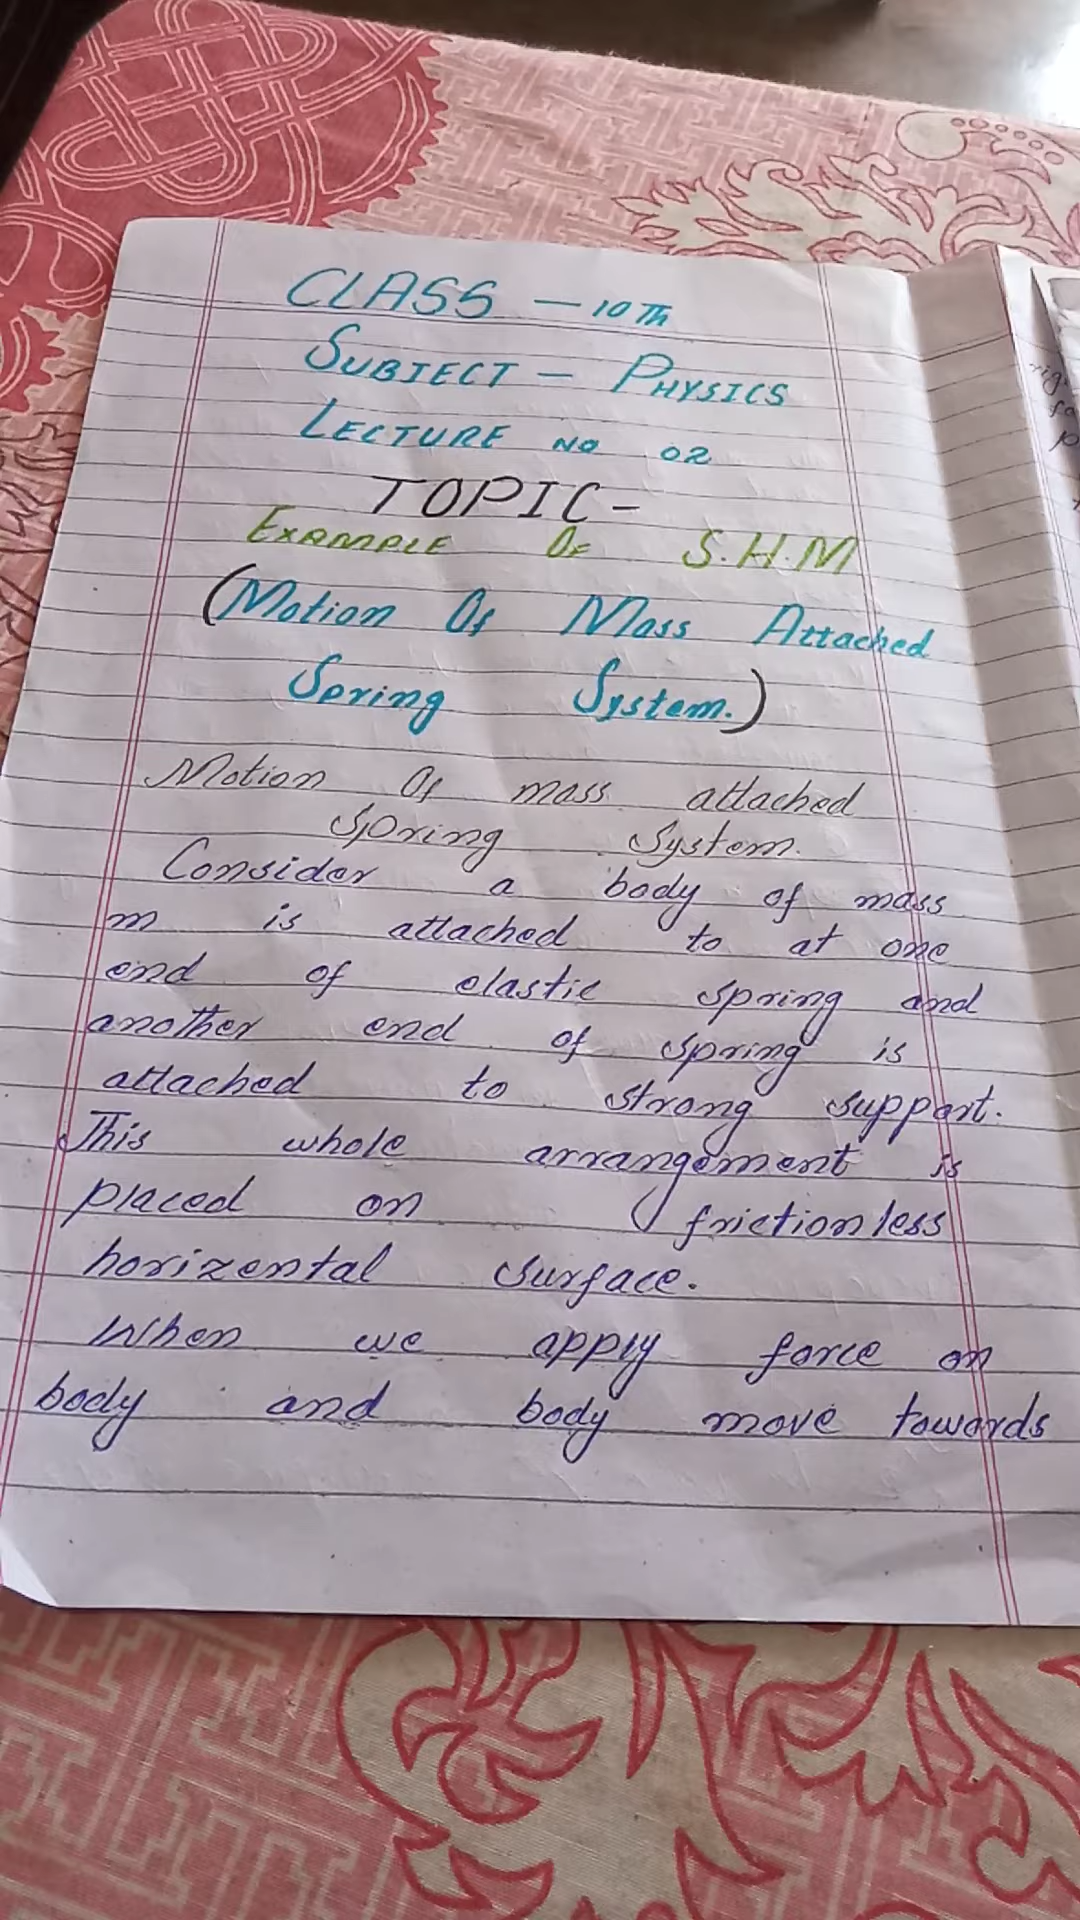 CLASS - 10Th
SUBJECT - PHYSICS
LECTURE NO 02
TOPIC-
EXAMPLE OF S.H.M
(Motion Of Mass Attached
Spring System.)
Motion Of mass attached
Spring System.
Consider a body of mass
m is attached to at one
end of elastic spring and
another end of spring is
attached to strong support.
This whole arrangement is
placed on frictionless
horizental surface.
When we apply force on
body and body move towards